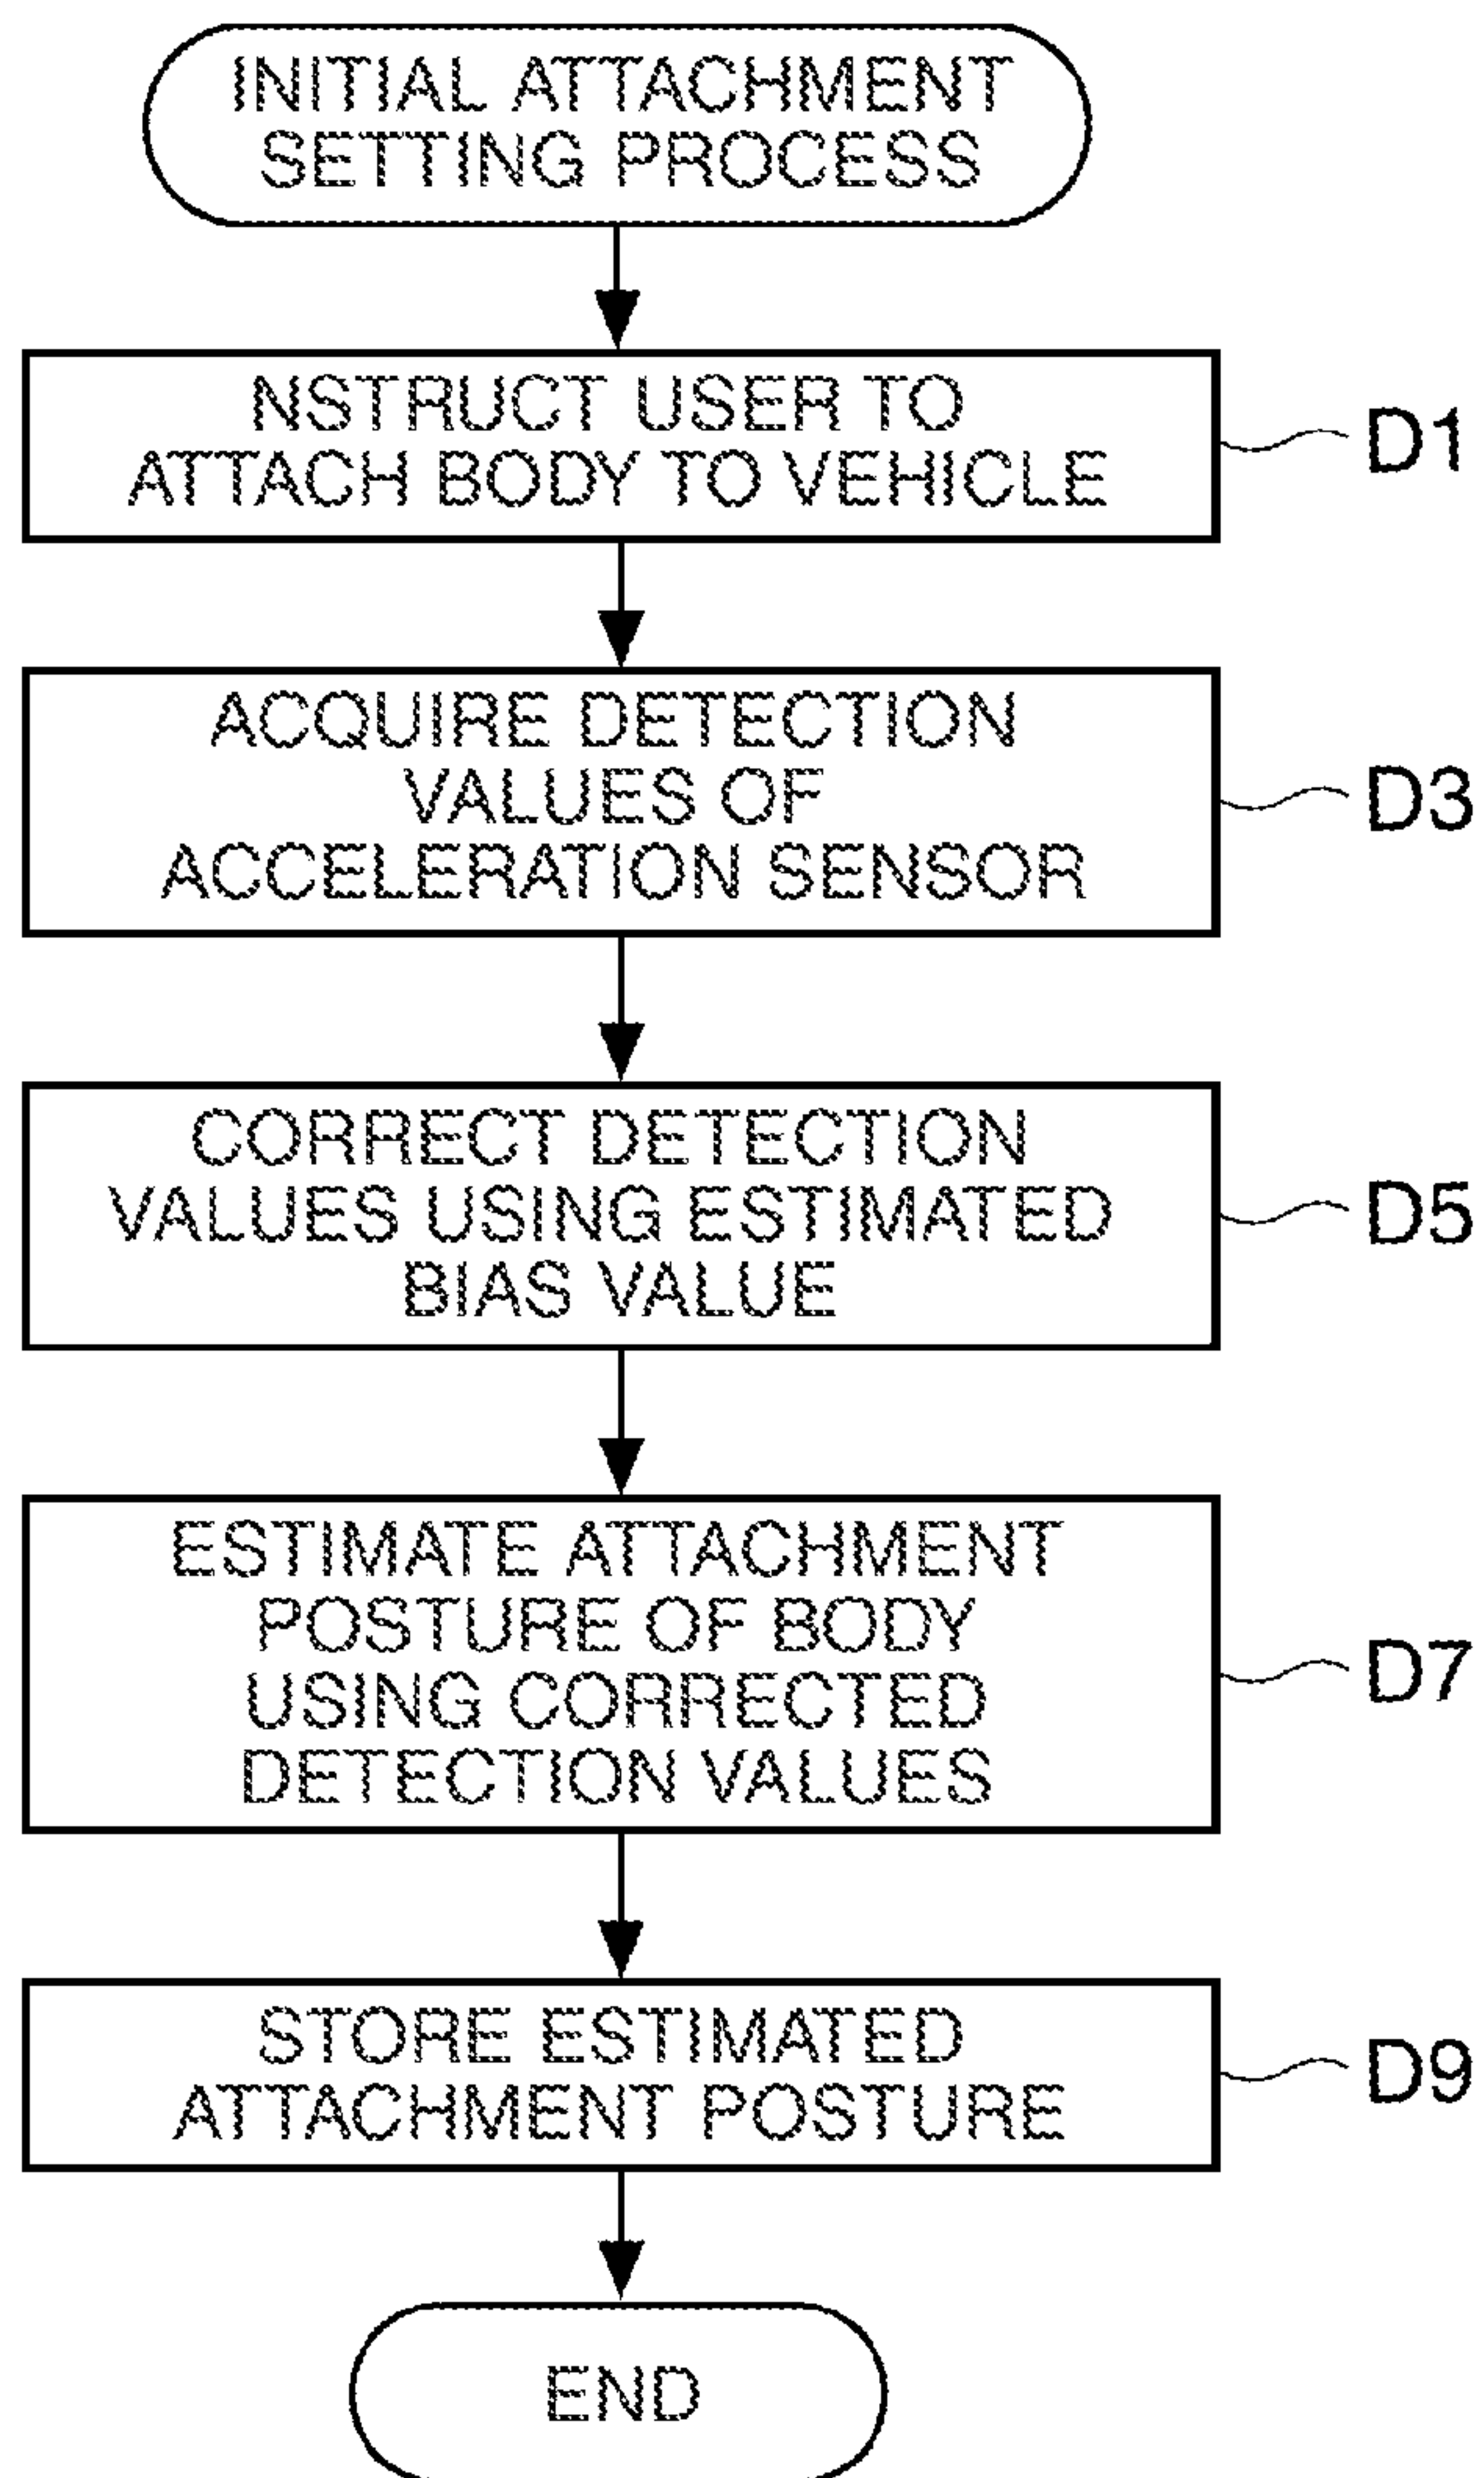 INITIAL ATTACHMENT
SETTING PROCESS
NSTRUCT USER TO
ATTACH BODY TO VEHICLE
D1
ACQUIRE DETECTION
VALUES OF
ACCELERATION SENSOR
D3
CORRECT DETECTION
VALUES USING ESTIMATED
BIAS VALUE
D5
ESTIMATE ATTACHMENT
POSTURE OF BODY
USING CORRECTED
DETECTION VALUES
D7
STORE ESTIMATED
ATTACHMENT POSTURE
D9
END